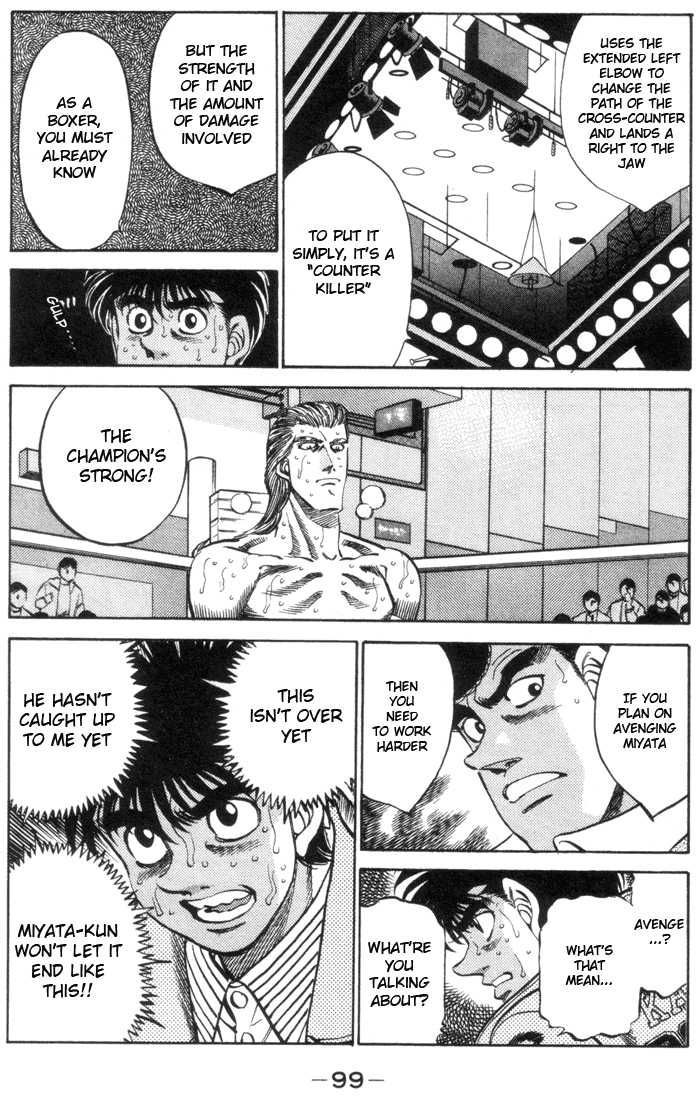 USES THE
EXTENDED LEFT
ELBOW TO
CHANGE THE
PATH OF THE
CROSS-COUNTER
AND LANDS A
RIGHT TO THE
JAW
TO PUT IT
SIMPLY, IT'S A
"COUNTER
KILLER"
BUT THE
STRENGTH
OF IT AND
THE AMOUNT
OF DAMAGE
INVOLVED
AS A
BOXER,
YOU MUST
ALREADY
KNOW
GULP....
THE
CHAMPION'S
STRONG!
IF YOU
PLAN ON
AVENGING
MIYATA
THEN
YOU
NEED
TO WORK
HARDER
AVENGE
...?
WHAT'S
THAT
MEAN...
WHAT'RE
YOU
TALKING
ABOUT?
THIS
ISN'T OVER
YET
HE HASN'T
CAUGHT UP
TO ME YET
MIYATA-KUN
WON'T LET IT
END LIKE
THIS!!
—99—